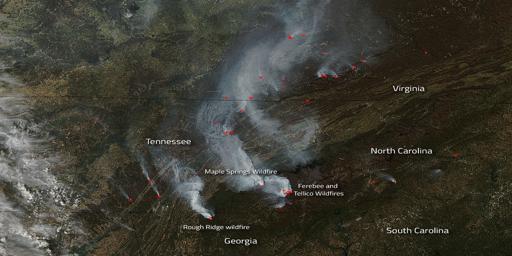 Virginia
Tennessee
North Carolina
Maple Springs Wildfire
Ferebee and
Tellico Wildfires
Rough Ridge wildfire
South Carolina
Georgia